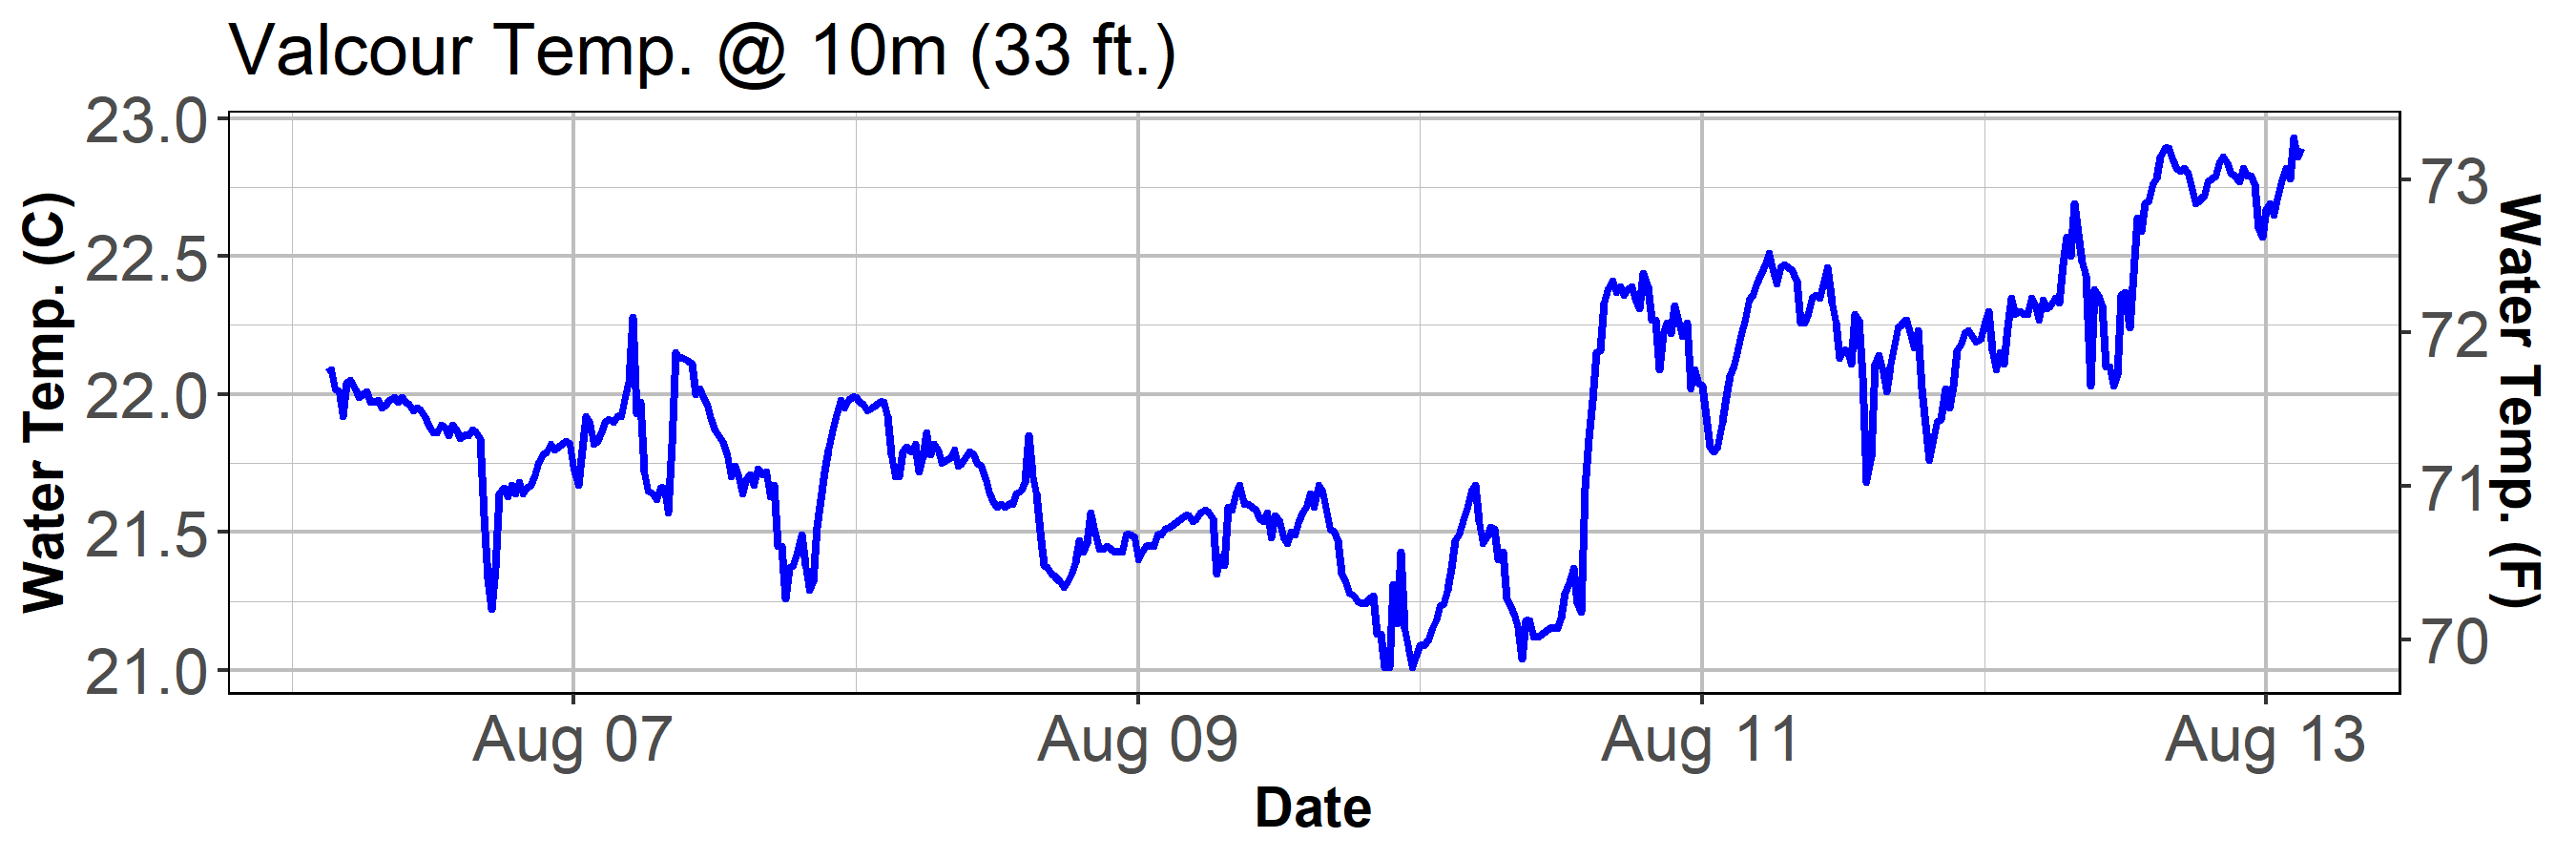 Valcour Temp. @ 10m (33 ft.)
Water Temp. (C)
23.0
22.5
22.0
21.5
21.0
73
72
71
70
Water Temp. (F)
Aug 07 Aug 09 Aug 11 Aug 13
Date